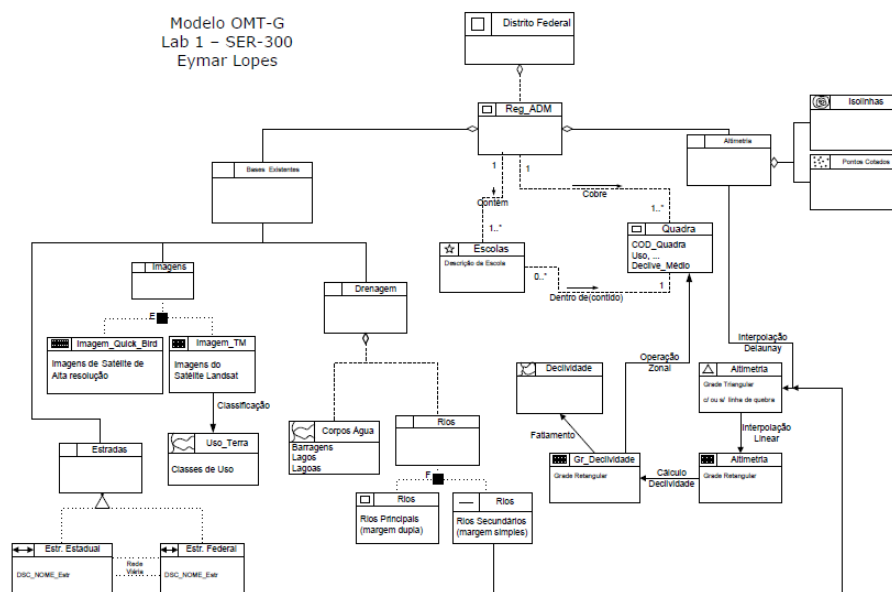 Modelo OMT-G
Lab 1 – SER-300
Eymar Lopes
Distrito Federal
Reg_ADM
Isolinhas
Altimetria
Pontos Cotados
Bases Existentes
1
1
Contém
Cobre
1..*
1..*
Escolas
Descrição de Escola
Quadra
COD_Quadra
Uso, ...
Declive_Médio
0..*
1
Dentro de(contido)
Imagens
Drenagem
E
Imagem_Quick_Bird
Imagens de Satélite de
Alta resolução
Imagem_TM
Imagens do
Satélite Landsat
Classificação
Interpolação
Delaunay
Operação
Zonal
Declividade
Altimetria
Grade Triangular
c/ ou s/ linha de quebra
Fatiamento
Interpolação
Linear
Corpos Água
Barragens
Lagos
Lagoas
Rios
Estradas
Uso_Terra
Classes de Uso
Gr_Declividade
Grade Retangular
Cálculo
Declividade
Altimetria
Grade Retangular
F
Rios
Rios Principais
(margem dupla)
Rios
Rios Secundários
(margem simples)
Estr. Estadual
DSC_NOME_Estr
Rede
Viária
Estr. Federal
DSC_NOME_Estr